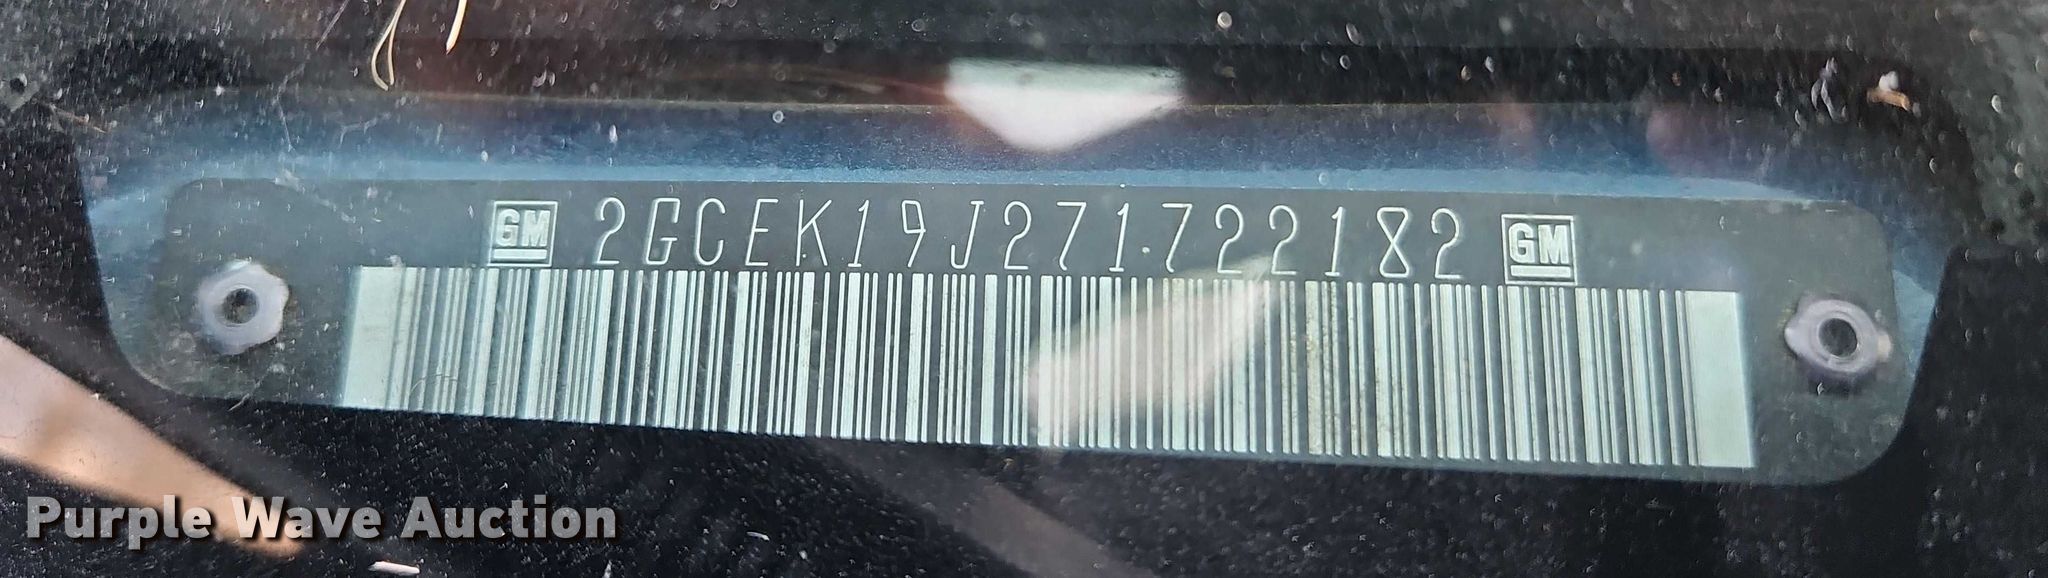 GM 2GCEK19J271722182 GM
Purple Wave Auction